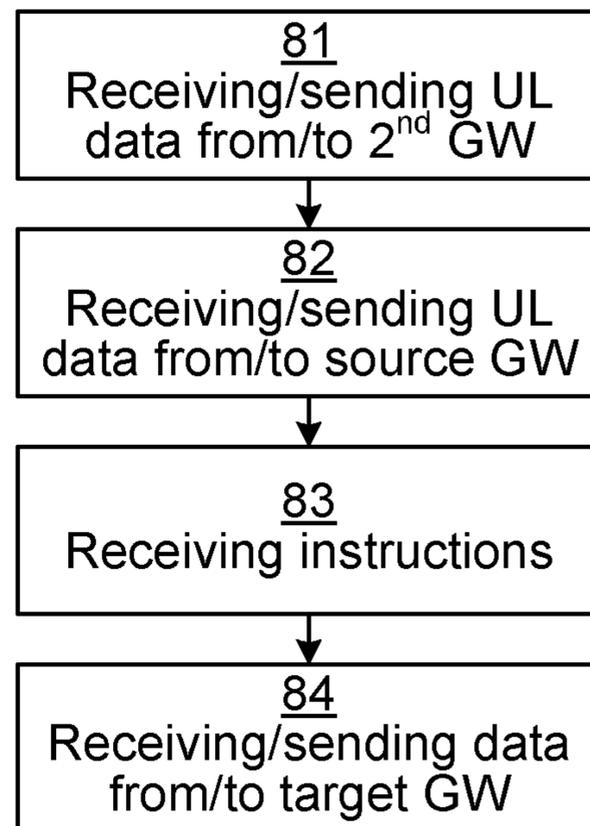 81
Receiving/sending UL
data from/to 2nd GW
82
Receiving/sending UL
data from/to source GW
83
Receiving instructions
84
Receiving/sending data
from/to target GW